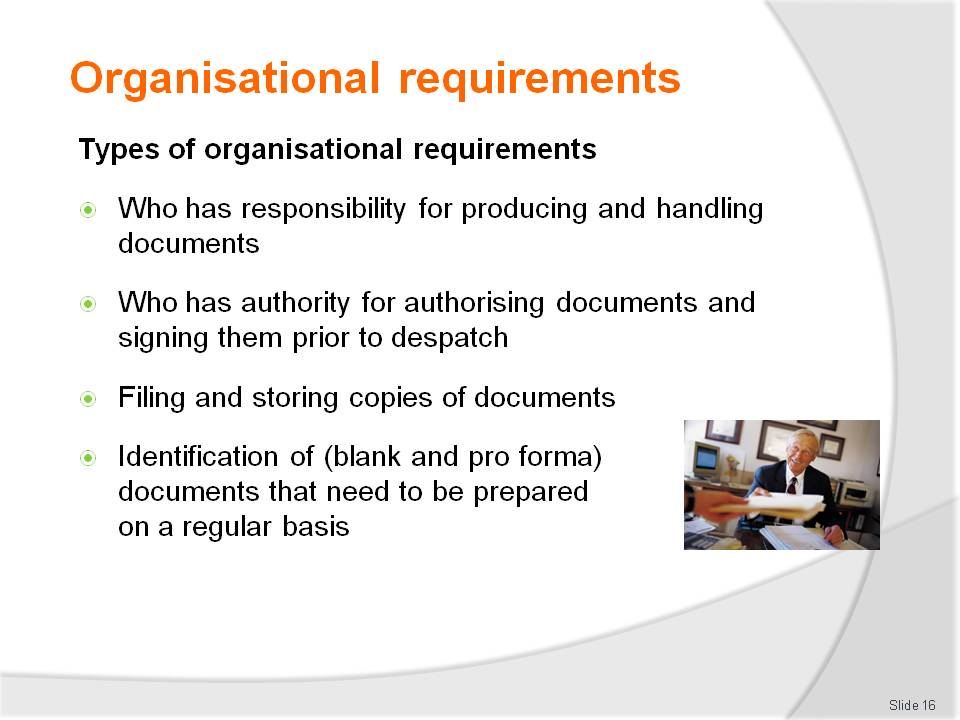 Organisational requirements
Types of organisational requirements
Who has responsibility for producing and handling
documents
Who has authority for authorising documents and
signing them prior to despatch
Filing and storing copies of documents
Identification of (blank and pro forma)
documents that need to be prepared
on a regular basis
Slide 16